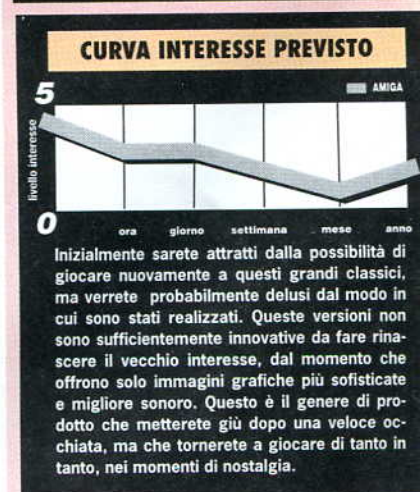 CURVA INTERESSE PREVISTO
5
AMIGA
livello interesse
0
ora giorno settimana mese anno
Inizialmente sarete attratti dalla possibilità di
giocare nuovamente a questi grandi classici,
ma verrete probabilmente delusi dal modo in
cui sono stati realizzati. Queste versioni non
sono sufficientemente innovative da fare rina-
scere il vecchio interesse, dal momento che
offrono solo immagini grafiche più sofisticate
e migliore sonoro. Questo è il genere di pro-
dotto che metterete giù dopo una veloce oc-
chiata, ma che tornerete a giocare di tanto in
tanto, nei momenti di nostalgia.